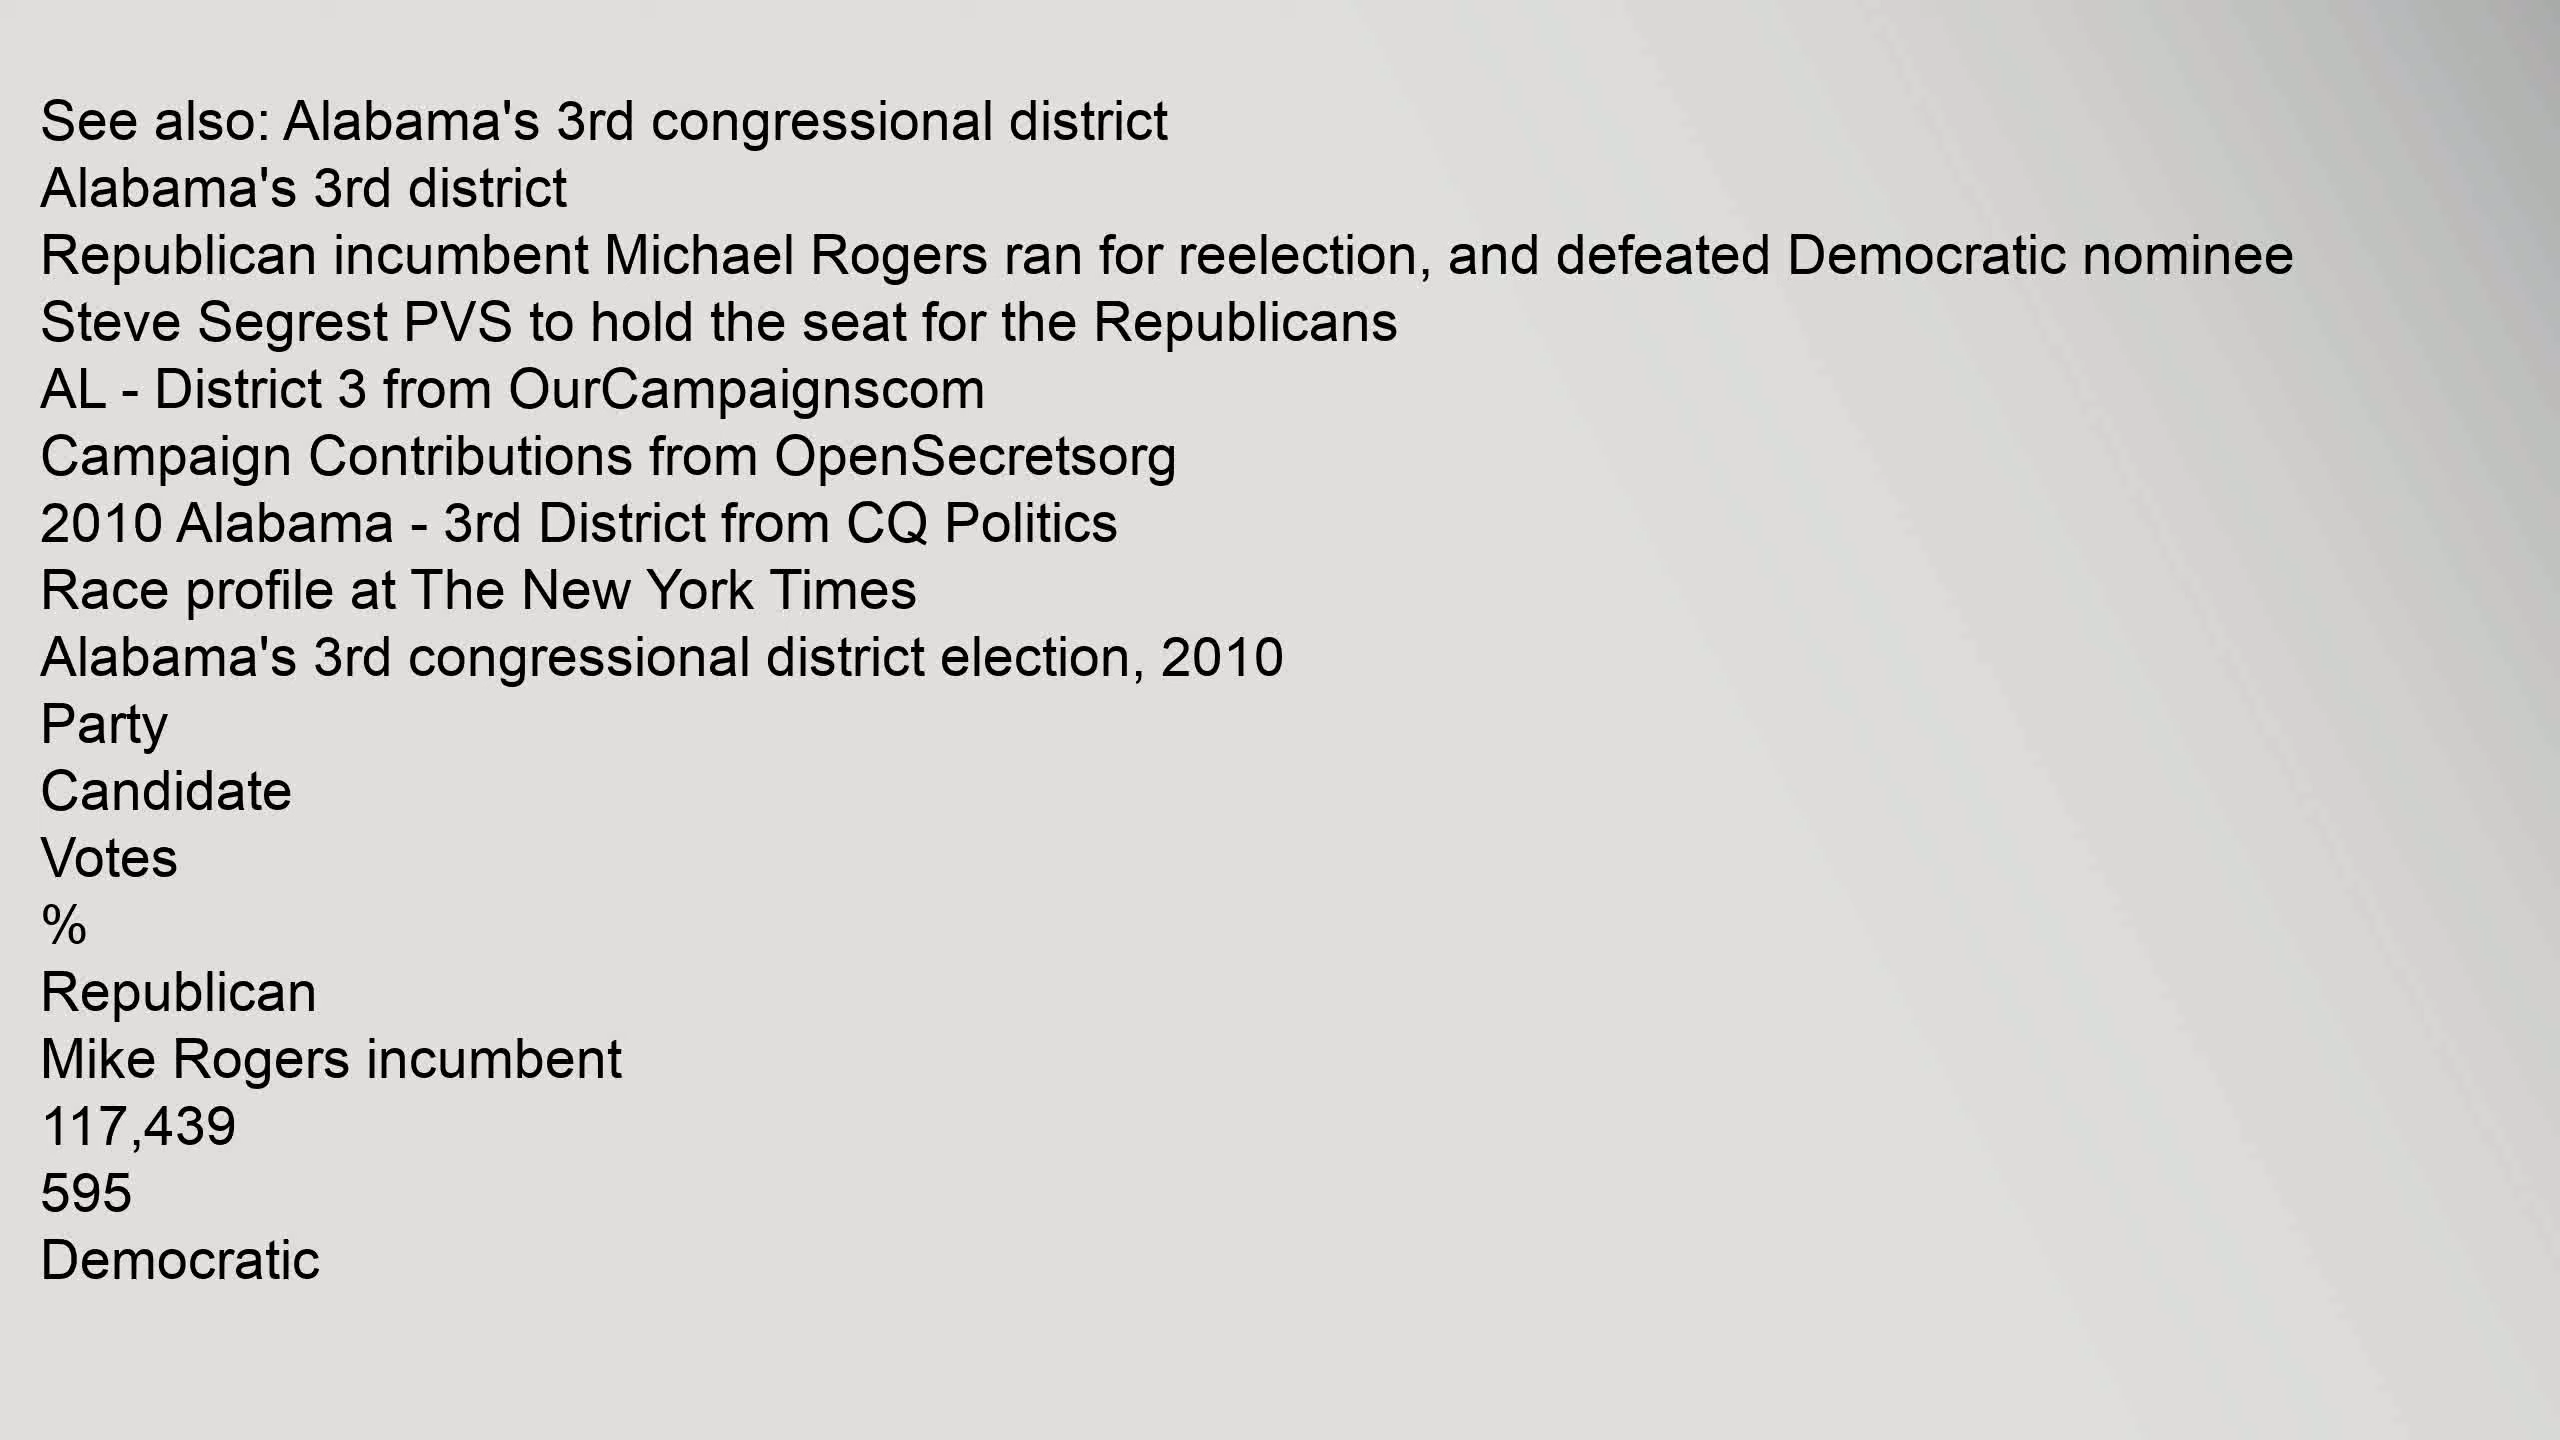 See also: Alabama's 3rd congressional district
Alabama's 3rd district
Republican incumbent Michael Rogers ran for reelection, and defeated Democratic nominee
Steve Segrest PVS to hold the seat for the Republicans
AL - District 3 from OurCampaignscom
Campaign Contributions from OpenSecretsorg
2010 Alabama - 3rd District from CQ Politics
Race profile at The New York Times
Alabama's 3rd congressional district election, 2010
Party
Candidate
Votes
%
Republican
Mike Rogers incumbent
117,439
595
Democratic